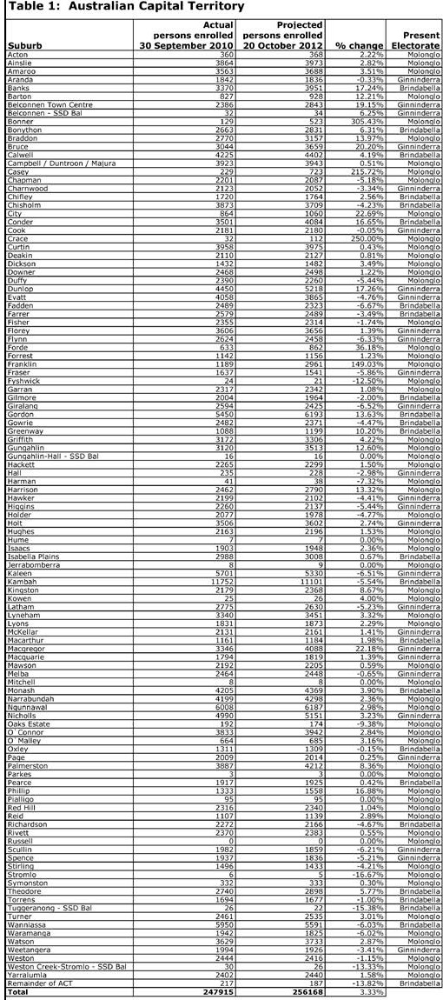 Table 1: Australian Capital Territory
Suburb Actual persons enrolled 30 September 2010 Projected persons enrolled 20 October 2012 % change Present Electorate
Acton 360 368 2.22% Molonglo
Ainslie 3864 3973 2.82% Molonglo
Amaroo 3563 3688 3.51% Molonglo
Aranda 1842 1836 -0.33% Ginninderra
Banks 3370 3951 17.24% Brindabella
Barton 827 928 12.21% Molonglo
Belconnen Town Centre 2386 2843 19.15% Ginninderra
Belconnen - SSD Bal 32 34 6.25% Ginninderra
Bonner 129 523 305.43% Molonglo
Bonython 2663 2831 6.31% Brindabella
Braddon 2770 3157 13.97% Molonglo
Bruce 3044 3659 20.20% Ginninderra
Calwell 4225 4402 4.19% Brindabella
Campbell / Duntroon / Majura 3923 3943 0.51% Molonglo
Casey 229 723 215.72% Molonglo
Chapman 2201 2087 -5.18% Molonglo
Charnwood 2123 2052 -3.34% Ginninderra
Chifley 1720 1764 2.56% Brindabella
Chisholm 3873 3709 -4.23% Brindabella
City 864 1060 22.69% Molonglo
Conder 3501 4084 16.65% Brindabella
Cook 2181 2180 -0.05% Ginninderra
Crace 32 112 250.00% Molonglo
Curtin 3958 3975 0.43% Molonglo
Deakin 2110 2127 0.81% Molonglo
Dickson 1432 1482 3.49% Molonglo
Downer 2468 2498 1.22% Molonglo
Duffy 2390 2260 -5.44% Molonglo
Dunlop 4450 5218 17.26% Ginninderra
Evatt 4058 3865 -4.76% Ginninderra
Fadden 2489 2323 -6.67% Brindabella
Farrer 2579 2489 -3.49% Brindabella
Fisher 2355 2314 -1.74% Molonglo
Florey 3606 3656 1.39% Ginninderra
Flynn 2624 2458 -6.33% Ginninderra
Forde 633 862 36.18% Molonglo
Forrest 1142 1156 1.23% Molonglo
Franklin 1189 2961 149.03% Molonglo
Fraser 1637 1541 -5.86% Ginninderra
Fyshwick 24 21 -12.50% Molonglo
Garran 2317 2342 1.08% Molonglo
Gilmore 2004 1964 -2.00% Brindabella
Giralang 2594 2425 -6.52% Ginninderra
Gordon 5450 6193 13.63% Brindabella
Gowrie 2482 2371 -4.47% Brindabella
Greenway 1088 1199 10.20% Brindabella
Griffith 3172 3306 4.22% Molonglo
Gungahlin 3120 3513 12.60% Molonglo
Gungahlin-Hall - SSD Bal 16 16 0.00% Molonglo
Hackett 2265 2299 1.50% Molonglo
Hall 235 228 -2.98% Ginninderra
Harman 41 38 -7.32% Molonglo
Harrison 2462 2790 13.32% Molonglo
Hawker 2199 2102 -4.41% Ginninderra
Higgins 2260 2137 -5.44% Ginninderra
Holder 2077 1978 -4.77% Molonglo
Holt 3506 3602 2.74% Ginninderra
Hughes 2163 2196 1.53% Molonglo
Hume 7 7 0.00% Molonglo
Isaacs 1903 1948 2.36% Molonglo
Isabella Plains 2988 3008 0.67% Brindabella
Jerrabomberra 8 9 0.00% Molonglo
Kaleen 5701 5330 -6.51% Ginninderra
Kambah 11752 11101 -5.54% Brindabella
Kingston 2179 2368 8.67% Molonglo
Kowen 25 26 4.00% Molonglo
Latham 2775 2630 -5.23% Ginninderra
Lyneham 3340 3451 3.32% Molonglo
Lyons 1831 1873 2.29% Molonglo
McKellar 2131 2161 1.41% Ginninderra
Macarthur 1161 1184 1.98% Brindabella
Macgregor 3346 4088 22.18% Ginninderra
Macquarie 1794 1819 1.39% Ginninderra
Mawson 2192 2205 0.59% Molonglo
Melba 2464 2448 -0.65% Ginninderra
Mitchell 8 8 0.00% Molonglo
Monash 4205 4369 3.90% Brindabella
Narrabundah 4199 4298 2.36% Molonglo
Ngunnawal 6008 6187 2.98% Molonglo
Nicholls 4990 5151 3.23% Ginninderra
Oaks Estate 192 174 -9.38% Molonglo
O`Connor 3833 3942 2.84% Molonglo
O`Malley 664 685 3.16% Molonglo
Oxley 1311 1309 -0.15% Brindabella
Page 2009 2014 0.25% Ginninderra
Palmerston 3887 4212 8.36% Molonglo
Parkes 3 3 0.00% Molonglo
Pearce 1917 1925 0.42% Brindabella
Phillip 1333 1558 16.88% Molonglo
Pialligo 95 95 0.00% Molonglo
Red Hill 2316 2340 1.04% Molonglo
Reid 1107 1139 2.89% Molonglo
Richardson 2272 2166 -4.67% Brindabella
Rivett 2370 2383 0.55% Molonglo
Russell 0 0 0.00% Molonglo
Scullin 1982 1859 -6.21% Ginninderra
Spence 1937 1836 -5.21% Ginninderra
Stirling 1496 1433 -4.21% Molonglo
Stromlo 6 5 -16.67% Molonglo
Symonston 332 333 0.30% Molonglo
Theodore 2740 2898 5.77% Brindabella
Torrens 1694 1677 -1.00% Brindabella
Tuggeranong - SSD Bal 26 22 -15.38% Brindabella
Turner 2461 2535 3.01% Molonglo
Wanniassa 5950 5591 -6.03% Brindabella
Waramanga 1942 1825 -6.02% Molonglo
Watson 3629 3733 2.87% Molonglo
Weetangera 1994 1926 -3.41% Ginninderra
Weston 2444 2416 -1.15% Molonglo
Weston Creek-Stromlo - SSD Bal 30 26 -13.33% Molonglo
Yarralumla 2402 2440 1.58% Molonglo
Remainder of ACT 217 187 -13.82% Brindabella
Total 247915 256168 3.33%